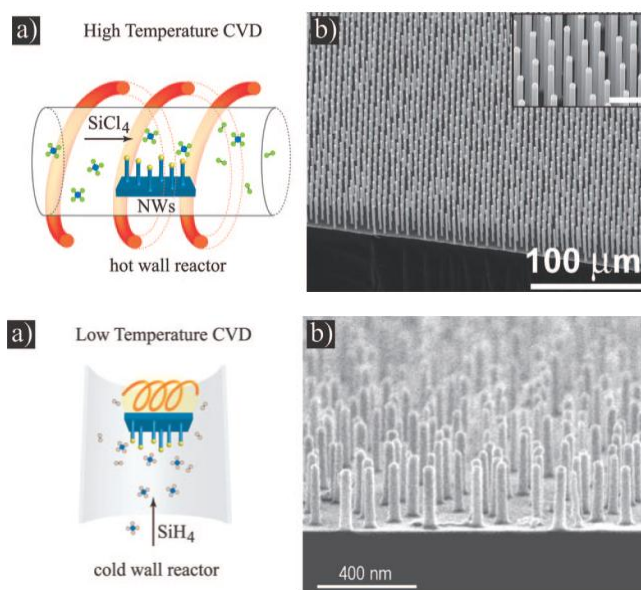 a)
High Temperature CVD
SiCl4
NWs
hot wall reactor
b)
100 μm
a)
Low Temperature CVD
SiH4
cold wall reactor
b)
400 nm